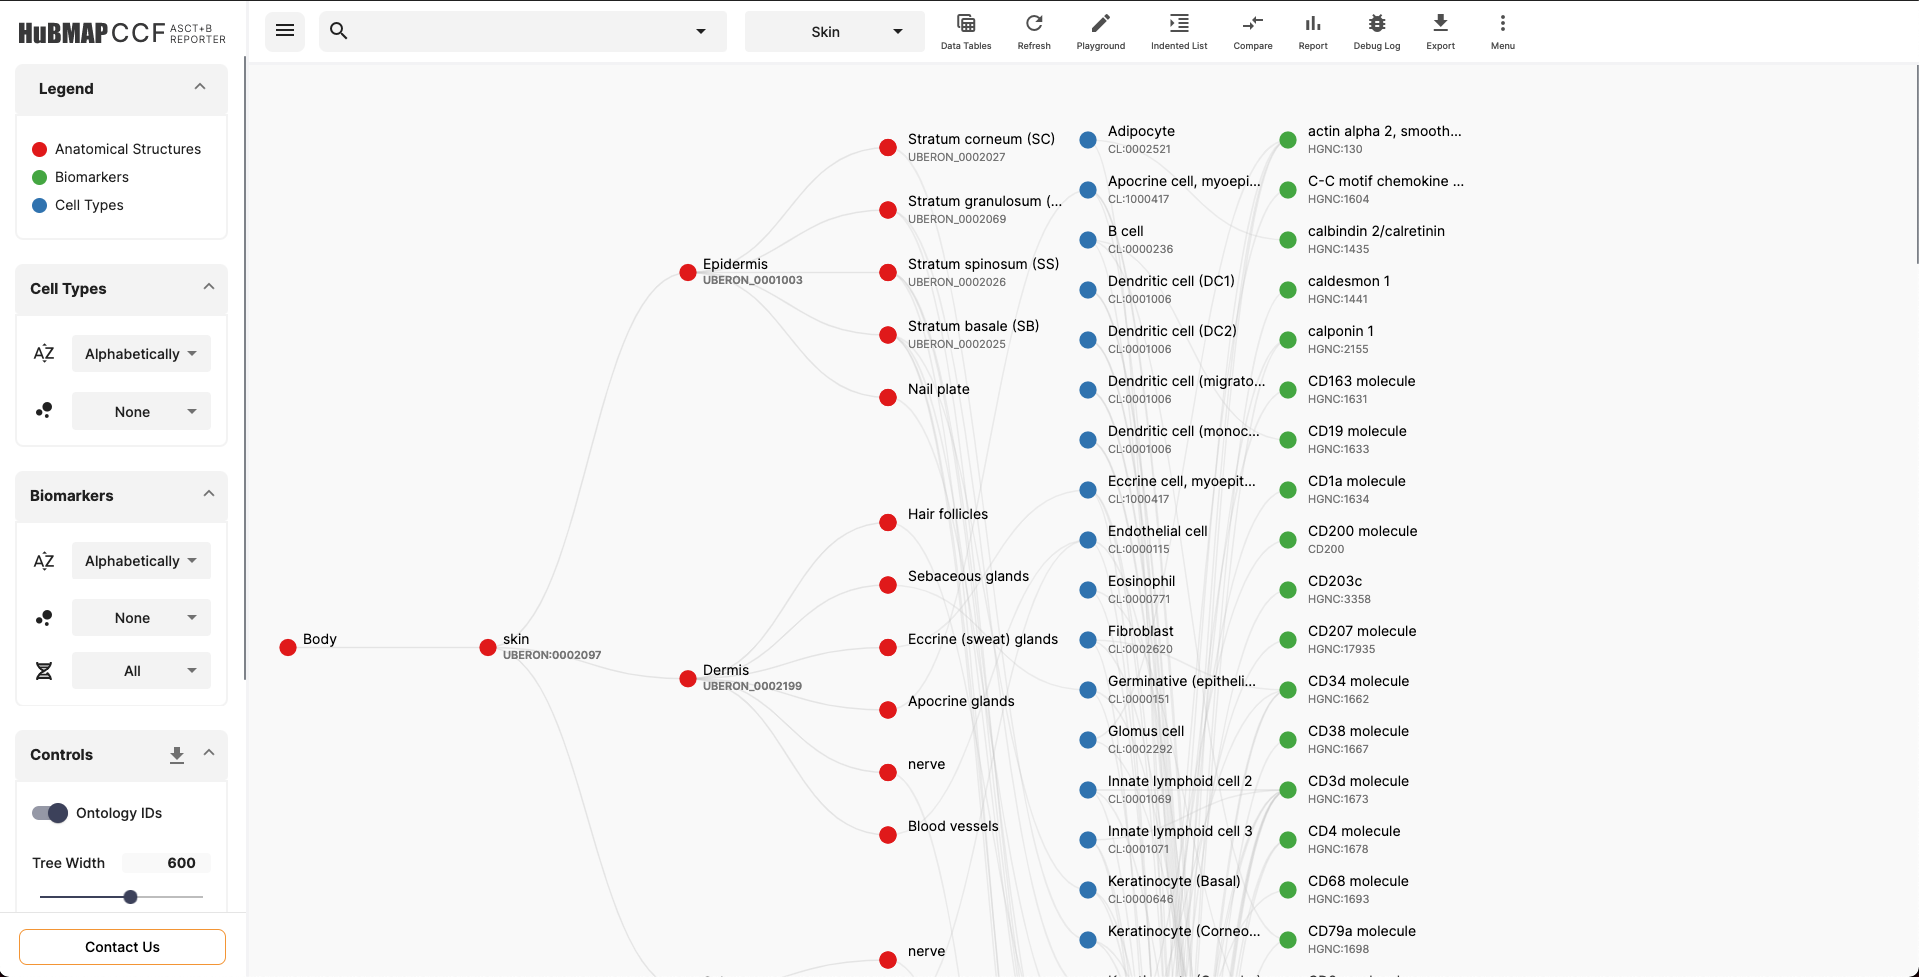 HuBMAP CCF ASCT+B REPORTER
Skin
Data Tables
Refresh
Playground
Indented List
Compare
Report
Debug Log
Export
Menu
Legend
Anatomical Structures
Biomarkers
Cell Types
Cell Types
AZ
Alphabetically
None
Biomarkers
AZ
Alphabetically
None
All
Controls
Ontology IDs
Tree Width
600
Contact Us
Body
skin
UBERON:0002097
Epidermis
UBERON_0001003
Dermis
UBERON_0002199
Stratum corneum (SC)
UBERON_0002027
Stratum granulosum (...
UBERON_0002069
Stratum spinosum (SS)
UBERON_0002026
Stratum basale (SB)
UBERON_0002025
Nail plate
Hair follicles
Sebaceous glands
Eccrine (sweat) glands
Apocrine glands
nerve
Blood vessels
nerve
Adipocyte
CL:0002521
Apocrine cell, myoepi...
CL:1000417
B cell
CL:0000236
Dendritic cell (DC1)
CL:0001006
Dendritic cell (DC2)
CL:0001006
Dendritic cell (migrato...
CL:0001006
Dendritic cell (monoc...
CL:0001006
Eccrine cell, myoepit...
CL:1000417
Endothelial cell
CL:0000115
Eosinophil
CL:0000771
Fibroblast
CL:0002620
Germinative (epitheli...
CL:0000151
Glomus cell
CL:0002292
Innate lymphoid cell 2
CL:0001069
Innate lymphoid cell 3
CL:0001071
Keratinocyte (Basal)
CL:0000646
Keratinocyte (Corneo...
actin alpha 2, smooth...
HGNC:130
C-C motif chemokine ...
HGNC:1604
calbindin 2/calretinin
HGNC:1435
caldesmon 1
HGNC:1441
calponin 1
HGNC:2155
CD163 molecule
HGNC:1631
CD19 molecule
HGNC:1633
CD1a molecule
HGNC:1634
CD200 molecule
CD200
CD203c
HGNC:3358
CD207 molecule
HGNC:17935
CD34 molecule
HGNC:1662
CD38 molecule
HGNC:1667
CD3d molecule
HGNC:1673
CD4 molecule
HGNC:1678
CD68 molecule
HGNC:1693
CD79a molecule
HGNC:1698